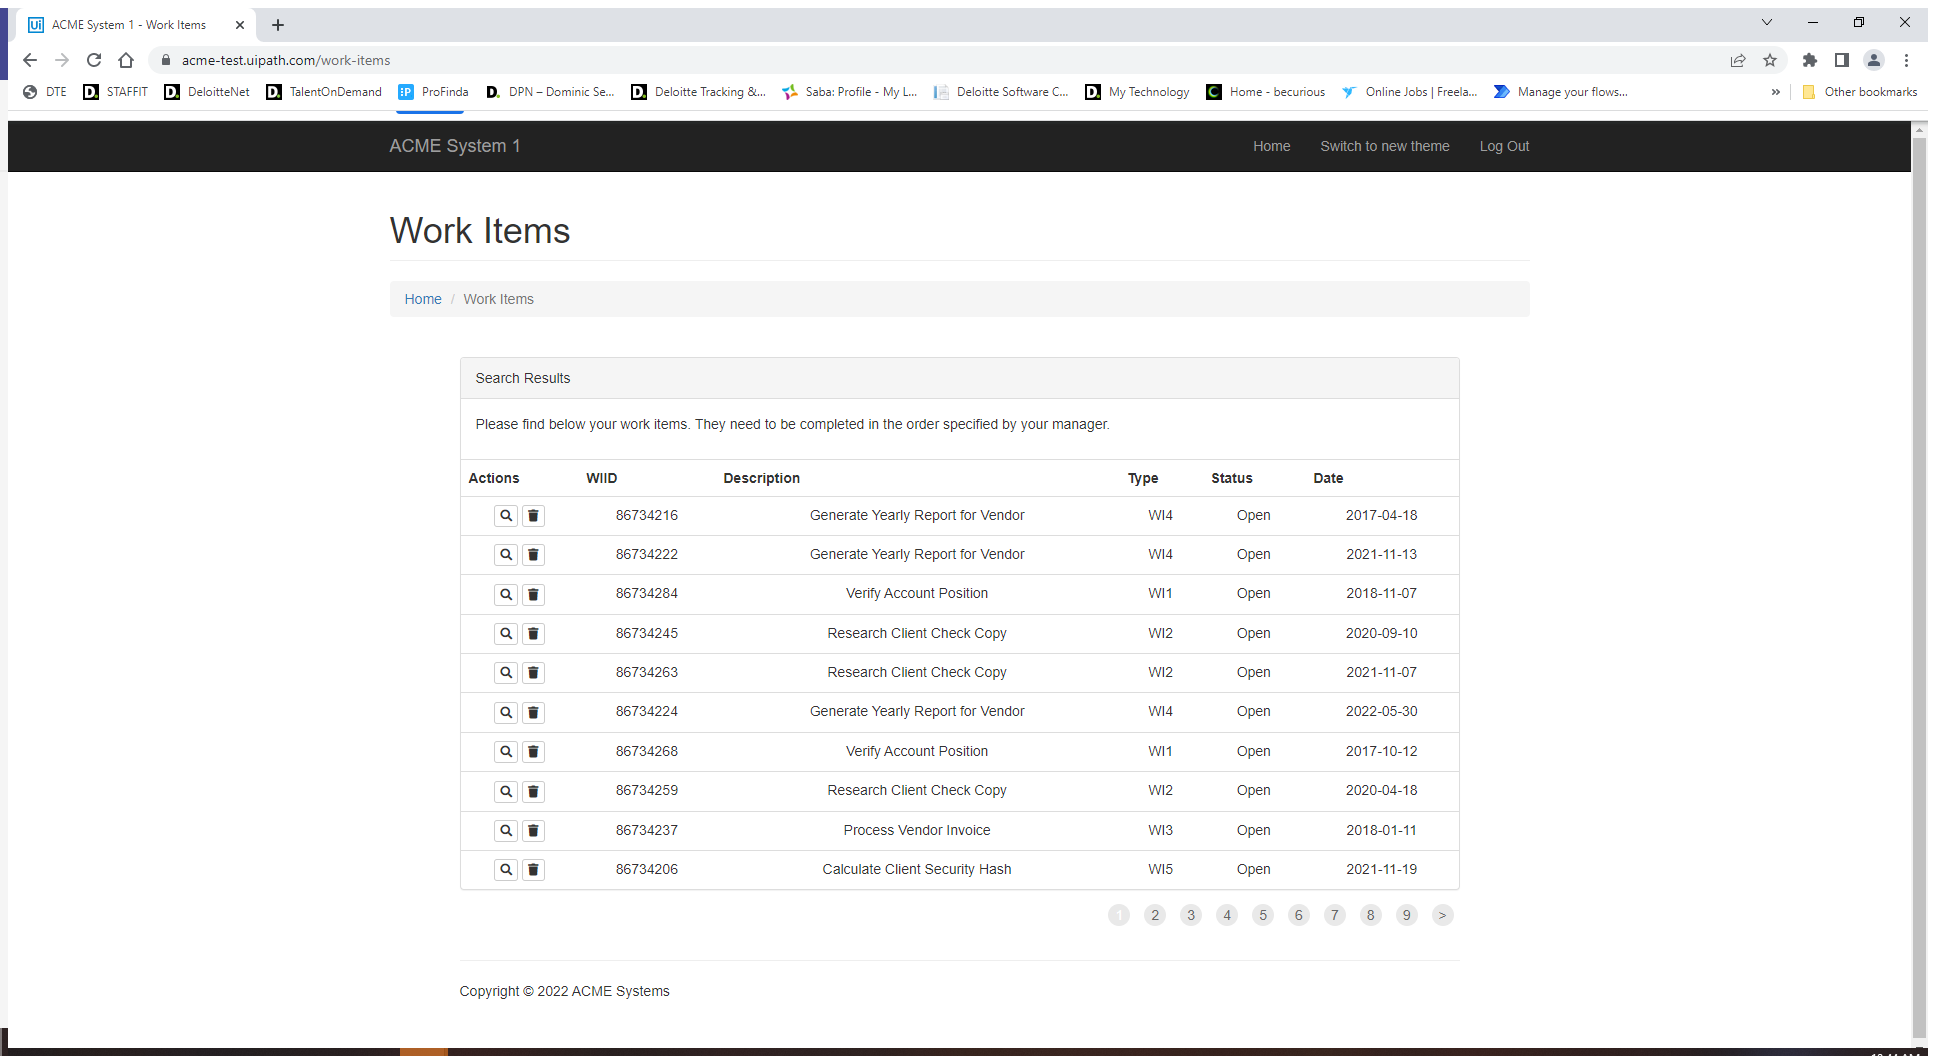 ACME System 1 - Work Items
acme-test.uipath.com/work-items
DTE STAFFIT DeloitteNet TalentOnDemand ProFinda DPN – Dominic Se... Deloitte Tracking &... Saba: Profile - My L... Deloitte Software C... My Technology Home - becurious Online Jobs | Freela... Manage your flows... » Other bookmarks
ACME System 1 Home Switch to new theme Log Out
Work Items
Home / Work Items
Search Results
Please find below your work items. They need to be completed in the order specified by your manager.
Actions WIID Description Type Status Date
86734216 Generate Yearly Report for Vendor WI4 Open 2017-04-18
86734222 Generate Yearly Report for Vendor WI4 Open 2021-11-13
86734284 Verify Account Position WI1 Open 2018-11-07
86734245 Research Client Check Copy WI2 Open 2020-09-10
86734263 Research Client Check Copy WI2 Open 2021-11-07
86734224 Generate Yearly Report for Vendor WI4 Open 2022-05-30
86734268 Verify Account Position WI1 Open 2017-10-12
86734259 Research Client Check Copy WI2 Open 2020-04-18
86734237 Process Vendor Invoice WI3 Open 2018-01-11
86734206 Calculate Client Security Hash WI5 Open 2021-11-19
1 2 3 4 5 6 7 8 9 >
Copyright © 2022 ACME Systems